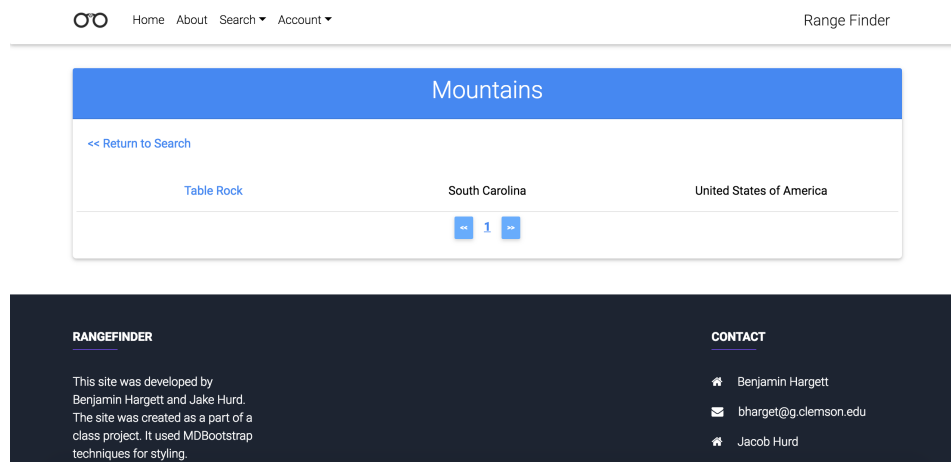 Home About Search Account Range Finder
Mountains
<< Return to Search
Table Rock South Carolina United States of America
<< 1 >>
RANGEFINDER CONTACT
This site was developed by
Benjamin Hargett and Jake Hurd.
The site was created as a part of a
class project. It used MDBootstrap
techniques for styling.
Benjamin Hargett
bharget@g.clemson.edu
Jacob Hurd